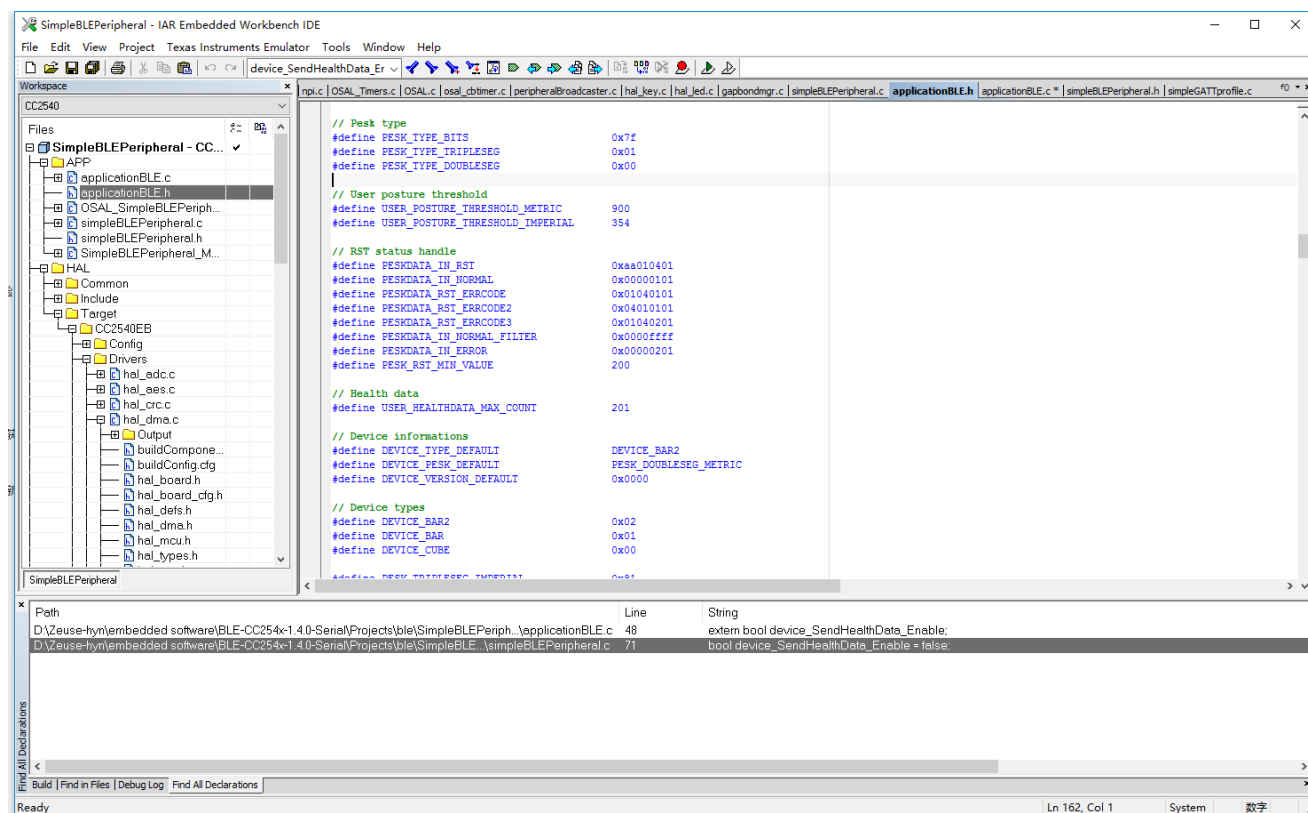 SimpleBLEPeripheral - IAR Embedded Workbench IDE
File Edit View Project Texas Instruments Emulator Tools Window Help
device_SendHealthData_Er
Workspace
CC2540
Files
SimpleBLEPeripheral - CC...
APP
applicationBLE.c
applicationBLE.h
OSAL_SimpleBLEPeriph...
simpleBLEPeripheral.c
simpleBLEPeripheral.h
SimpleBLEPeripheral_M...
HAL
Common
Include
Target
CC2540EB
Config
Drivers
hal_adc.c
hal_aes.c
hal_crc.c
hal_dma.c
Output
buildCompone...
buildConfig.cfg
hal_board.h
hal_board_cfg.h
hal_defs.h
hal_dma.h
hal_mcu.h
hal_types.h
SimpleBLEPeripheral
npi.c | OSAL_Timers.c | OSAL.c | osal_cbtimer.c | peripheralBroadcaster.c | hal_key.c | hal_led.c | gapbondmgr.c | simpleBLEPeripheral.c applicationBLE.h applicationBLE.c * | simpleBLEPeripheral.h | simpleGATTprofile.c f0
// Pesk type
#define PESK_TYPE_BITS 0x7f
#define PESK_TYPE_TRIPLESEG 0x01
#define PESK_TYPE_DOUBLESEG 0x00
// User posture threshold
#define USER_POSTURE_THRESHOLD_METRIC 900
#define USER_POSTURE_THRESHOLD_IMPERIAL 354
// RST status handle
#define PESKDATA_IN_RST 0xaa010401
#define PESKDATA_IN_NORMAL 0x00000101
#define PESKDATA_RST_ERRCODE 0x01040101
#define PESKDATA_RST_ERRCODE2 0x04010101
#define PESKDATA_RST_ERRCODE3 0x01040201
#define PESKDATA_IN_NORMAL_FILTER 0x0000ffff
#define PESKDATA_IN_ERROR 0x00000201
#define PESK_RST_MIN_VALUE 200
// Health data
#define USER_HEALTHDATA_MAX_COUNT 201
// Device informations
#define DEVICE_TYPE_DEFAULT DEVICE_BAR2
#define DEVICE_PESK_DEFAULT PESK_DOUBLESEG_METRIC
#define DEVICE_VERSION_DEFAULT 0x0000
// Device types
#define DEVICE_BAR2 0x02
#define DEVICE_BAR 0x01
#define DEVICE_CUBE 0x00
#define PESK_TRIPLESEG_IMPERIAL 0x81
Path Line String
D:\Zeuse-hyn\embedded software\BLE-CC254x-1.4.0-Serial\Projects\ble\SimpleBLEPeriph...\applicationBLE.c 48 extern bool device_SendHealthData_Enable;
D:\Zeuse-hyn\embedded software\BLE-CC254x-1.4.0-Serial\Projects\ble\SimpleBLE...\simpleBLEPeripheral.c 71 bool device_SendHealthData_Enable = false;
Find All Declarations
Build | Find in Files | Debug Log Find All Declarations
Ready Ln 162, Col 1 System 数字